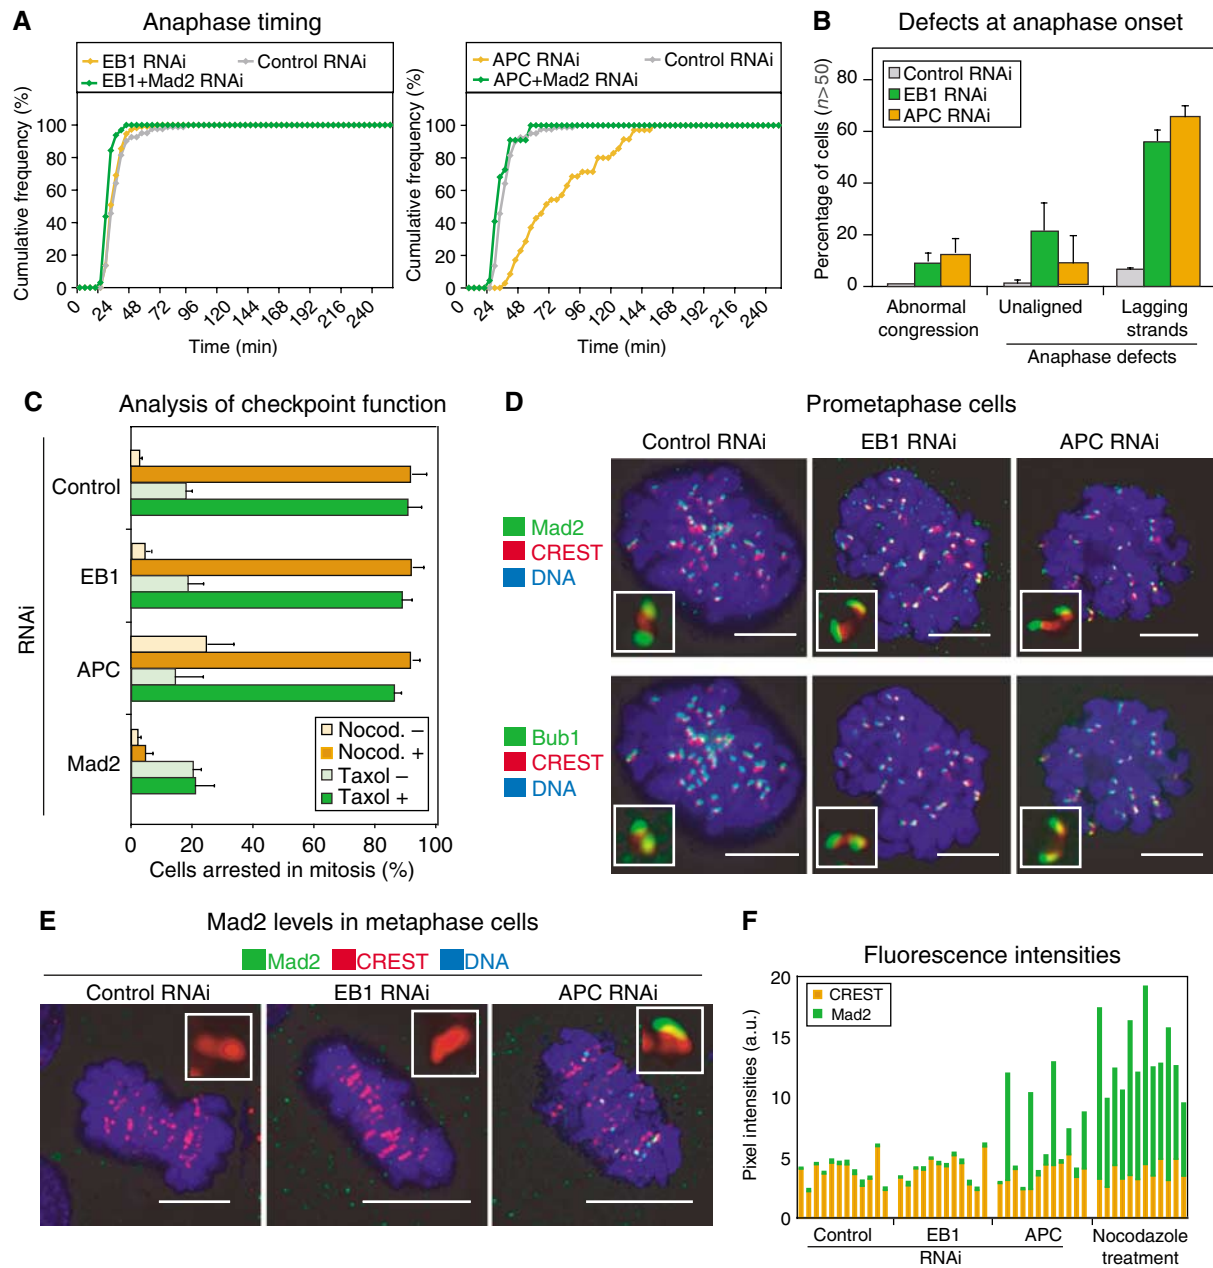 A Anaphase timing
EB1 RNAi Control RNAi
EB1+Mad2 RNAi
Cumulative frequency (%)
100
80
60
40
20
0
0 24 48 72 96 120 144 168 192 216 240
Time (min)
APC RNAi Control RNAi
APC+Mad2 RNAi
Cumulative frequency (%)
100
80
60
40
20
0
0 24 48 72 96 120 144 168 192 216 240
Time (min)
B Defects at anaphase onset
Control RNAi
EB1 RNAi
APC RNAi
Percentage of cells (n>50)
80
60
40
20
0
Abnormal congression
Unaligned
Lagging strands
Anaphase defects
C Analysis of checkpoint function
RNAi
Control
EB1
APC
Mad2
Nocod. −
Nocod. +
Taxol −
Taxol +
0 20 40 60 80 100
Cells arrested in mitosis (%)
D Prometaphase cells
Control RNAi EB1 RNAi APC RNAi
Mad2
CREST
DNA
Bub1
CREST
DNA
E Mad2 levels in metaphase cells
Mad2 CREST DNA
Control RNAi EB1 RNAi APC RNAi
F Fluorescence intensities
CREST
Mad2
Pixel intensities (a.u.)
20
15
10
5
0
Control EB1 APC
RNAi
Nocodazole treatment